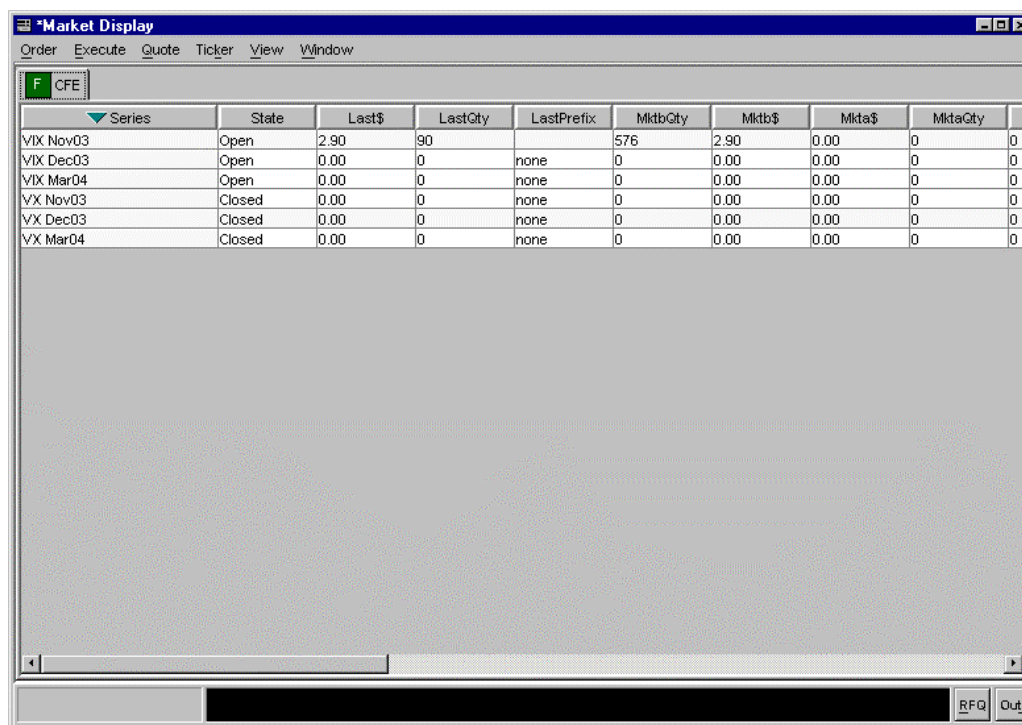 *Market Display
Order Execute Quote Ticker View Window
F CFE
Series State Last$ LastQty LastPrefix MktbQty Mktb$ Mkta$ MktaQty
VIX Nov03 Open 2.90 90 576 2.90 0.00 0 0
VIX Dec03 Open 0.00 0 none 0 0.00 0.00 0 0
VIX Mar04 Open 0.00 0 none 0 0.00 0.00 0 0
VX Nov03 Closed 0.00 0 none 0 0.00 0.00 0 0
VX Dec03 Closed 0.00 0 none 0 0.00 0.00 0 0
VX Mar04 Closed 0.00 0 none 0 0.00 0.00 0 0
RFQ Out